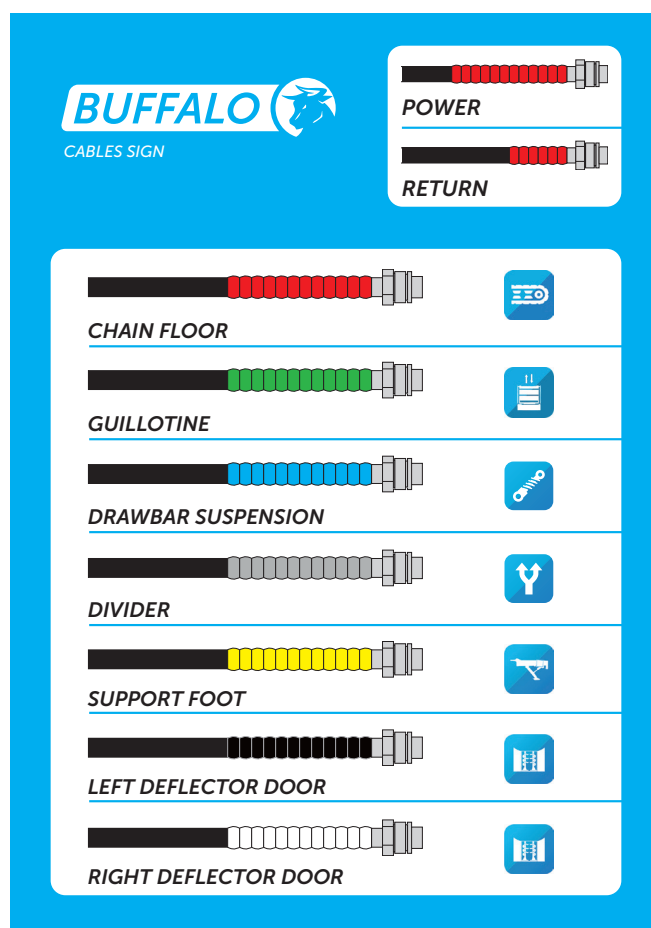 BUFFALO
CABLES SIGN
POWER
RETURN
CHAIN FLOOR
GUILLOTINE
DRAWBAR SUSPENSION
DIVIDER
SUPPORT FOOT
LEFT DEFLECTOR DOOR
RIGHT DEFLECTOR DOOR